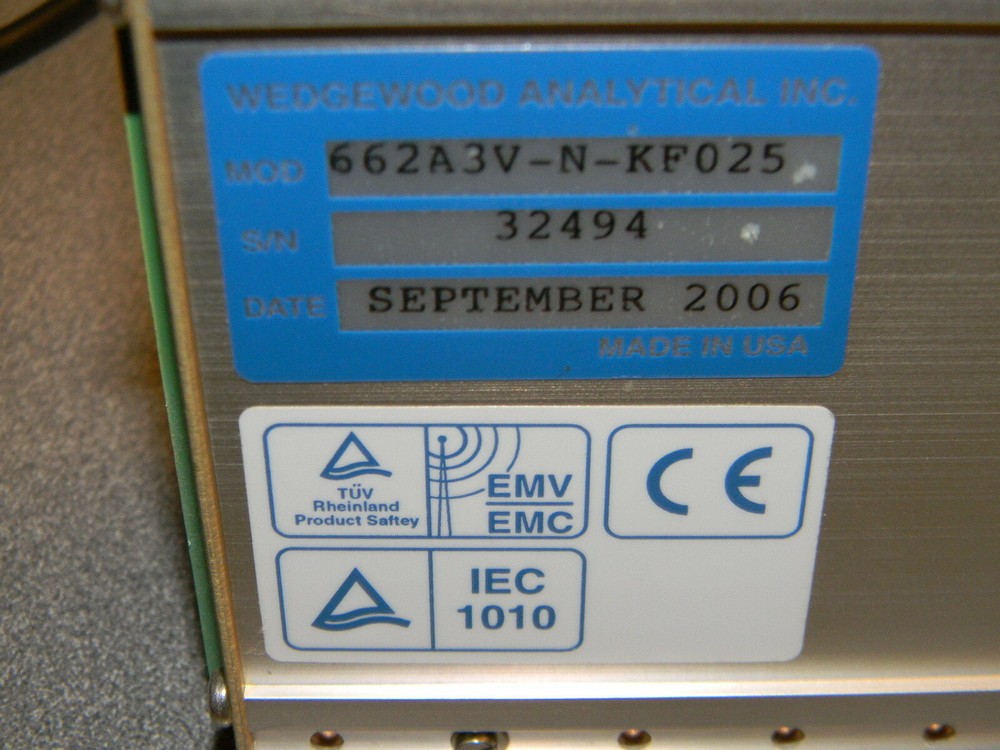 WEDGEWOOD ANALYTICAL INC.
MOD 662A3V-N-KF025
S/N 32494
DATE SEPTEMBER 2006
MADE IN USA
TÜV
Rheinland
Product Saftey
EMV
EMC
CE
IEC
1010